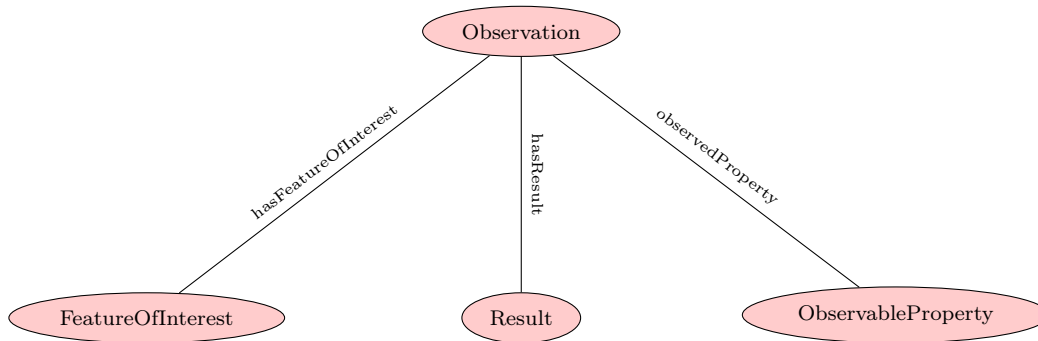 Observation
hasFeatureOfInterest
hasResult
observedProperty
FeatureOfInterest
Result
ObservableProperty